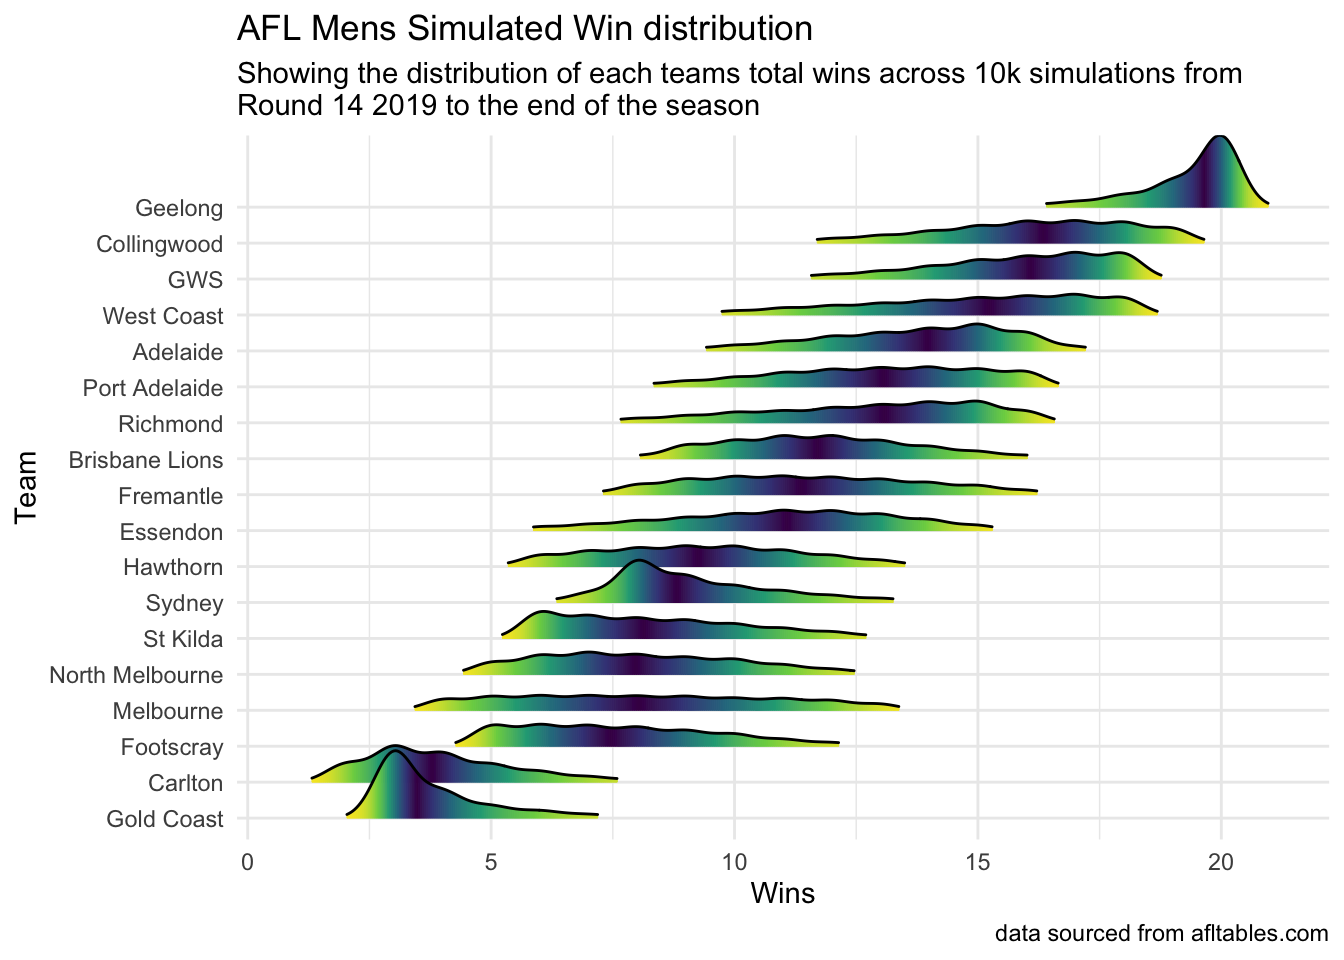 AFL Mens Simulated Win distribution
Showing the distribution of each teams total wins across 10k simulations from
Round 14 2019 to the end of the season
Team
Geelong
Collingwood
GWS
West Coast
Adelaide
Port Adelaide
Richmond
Brisbane Lions
Fremantle
Essendon
Hawthorn
Sydney
St Kilda
North Melbourne
Melbourne
Footscray
Carlton
Gold Coast
0 5 10 15 20
Wins
data sourced from afltables.com